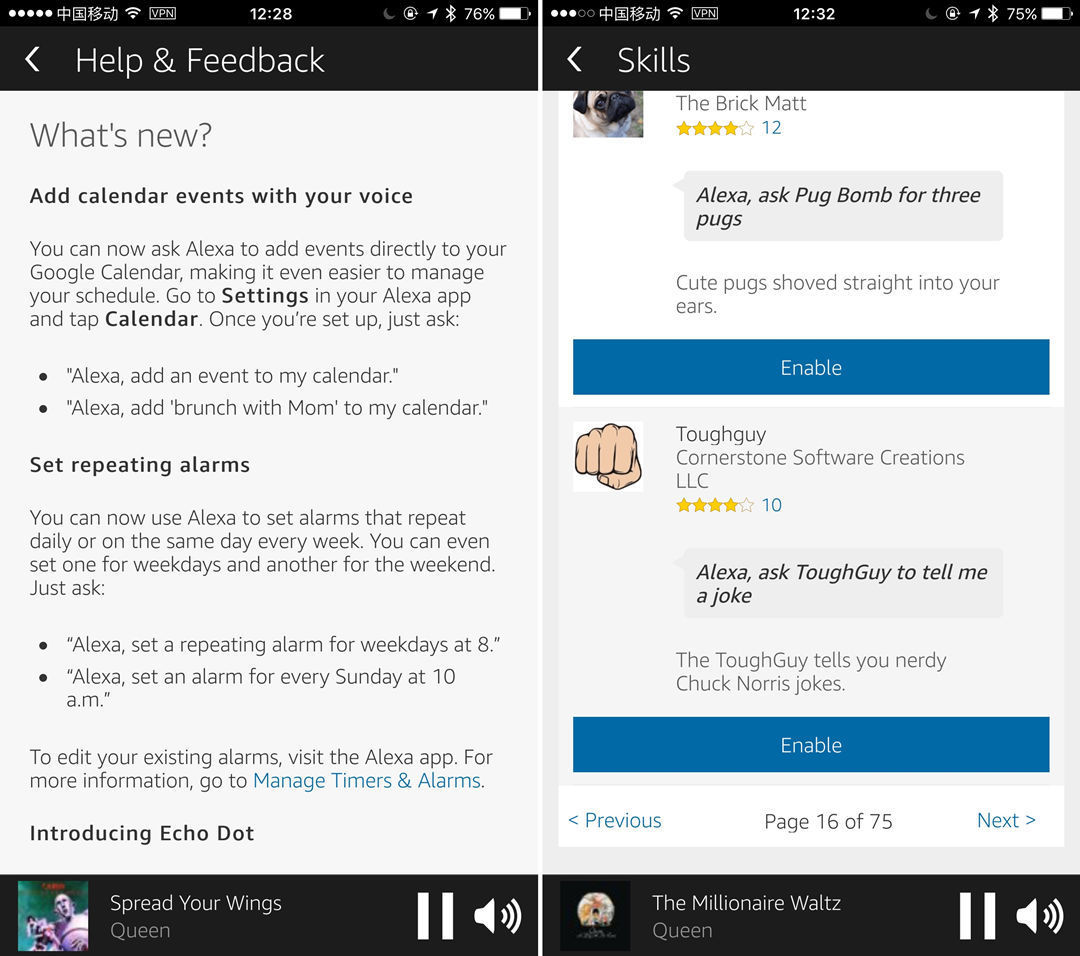 中国移动 VPN 12:28 76%
Help & Feedback
What's new?
Add calendar events with your voice
You can now ask Alexa to add events directly to your
Google Calendar, making it even easier to manage
your schedule. Go to Settings in your Alexa app
and tap Calendar. Once you’re set up, just ask:
• "Alexa, add an event to my calendar."
• "Alexa, add 'brunch with Mom' to my calendar."
Set repeating alarms
You can now use Alexa to set alarms that repeat
daily or on the same day every week. You can even
set one for weekdays and another for the weekend.
Just ask:
• “Alexa, set a repeating alarm for weekdays at 8.”
• “Alexa, set an alarm for every Sunday at 10
a.m.”
To edit your existing alarms, visit the Alexa app. For
more information, go to Manage Timers & Alarms.
Introducing Echo Dot
Spread Your Wings
Queen
中国移动 VPN 12:32 75%
Skills
The Brick Matt
12
Alexa, ask Pug Bomb for three
pugs
Cute pugs shoved straight into your
ears.
Enable
Toughguy
Cornerstone Software Creations
LLC
10
Alexa, ask ToughGuy to tell me
a joke
The ToughGuy tells you nerdy
Chuck Norris jokes.
Enable
< Previous Page 16 of 75 Next >
The Millionaire Waltz
Queen